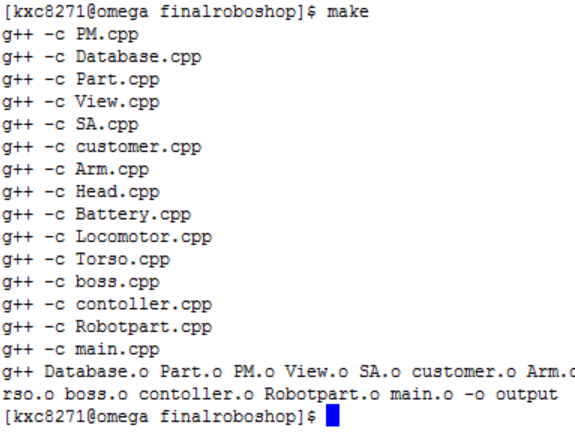 [kxc8271@omega finalroboshop]$ make
g++ -c PM.cpp
g++ -c Database.cpp
g++ -c Part.cpp
g++ -c View.cpp
g++ -c SA.cpp
g++ -c customer.cpp
g++ -c Arm.cpp
g++ -c Head.cpp
g++ -c Battery.cpp
g++ -c Locomotor.cpp
g++ -c Torso.cpp
g++ -c boss.cpp
g++ -c contoller.cpp
g++ -c Robotpart.cpp
g++ -c main.cpp
g++ Database.o Part.o PM.o View.o SA.o customer.o Arm.o
rso.o boss.o contoller.o Robotpart.o main.o -o output
[kxc8271@omega finalroboshop]$